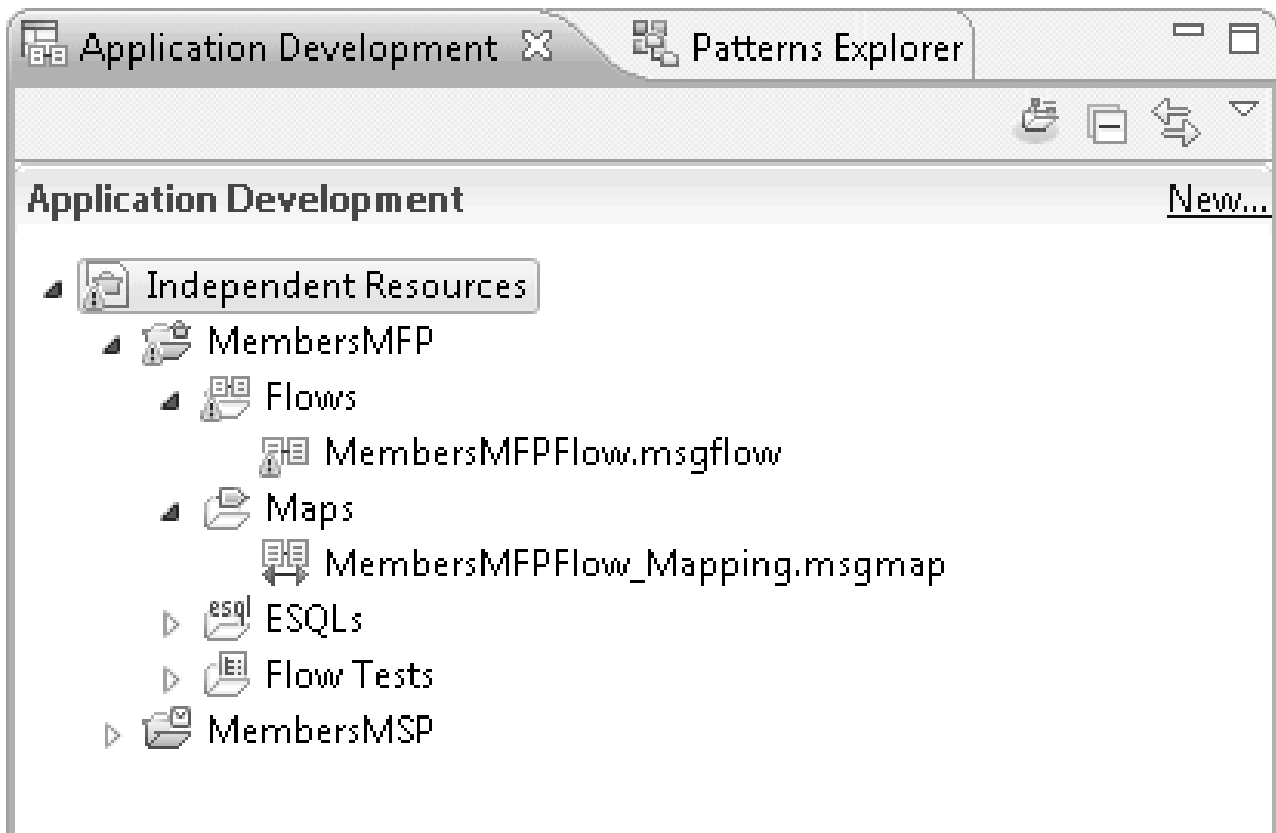 Application Development Patterns Explorer
Application Development New...
Independent Resources
MembersMFP
Flows
MembersMFPFlow.msgflow
Maps
MembersMFPFlow_Mapping.msgmap
esql ESQLs
Flow Tests
MembersMSP